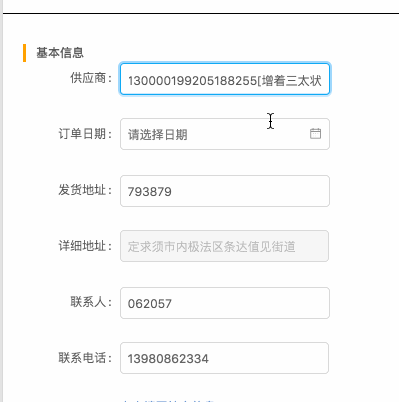 基本信息
供应商：
130000199205188255[增着三太状
订单日期：
请选择日期
发货地址：
793879
详细地址：
定求须市内极法区条达值见街道
联系人：
062057
联系电话：
13980862334